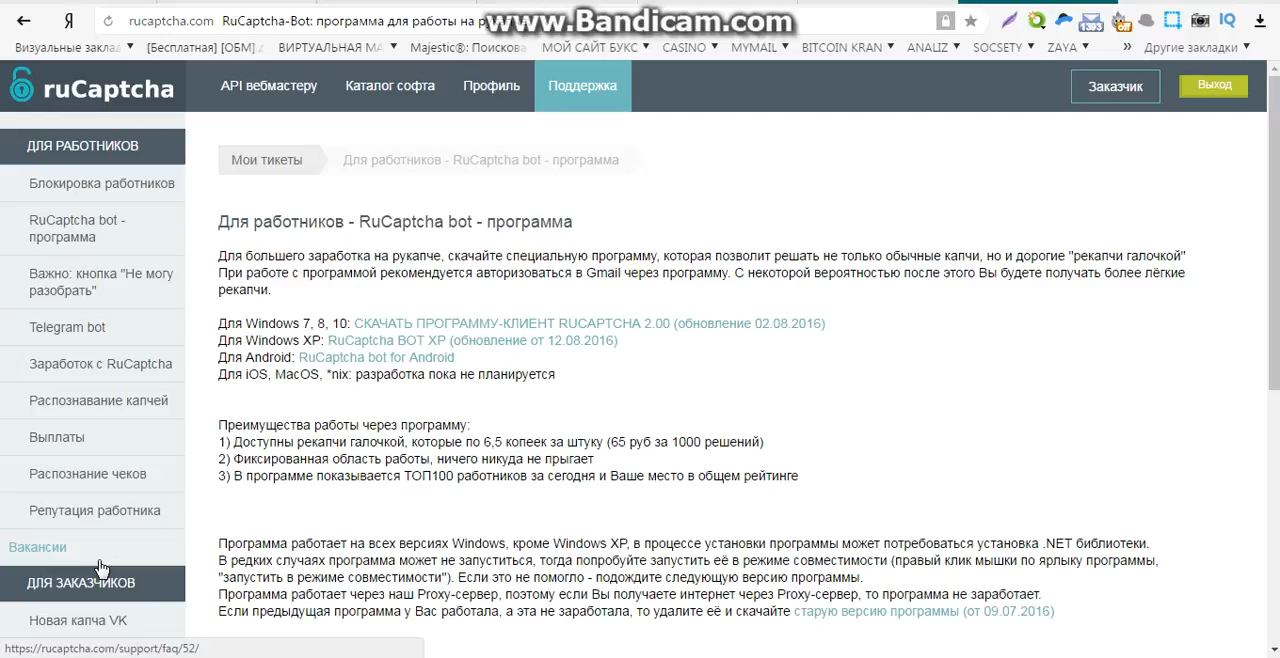 Я rucaptcha.com RuCaptcha-Bot: программа для работы на р
www.Bandicam.com
1393 off IQ
Визуальные заклад [Бесплатная] [ОБМ] ВИРТУАЛЬНАЯ МА Majestic®: Поискова МОЙ САЙТ БУКС CASINO MYMAIL BITCOIN KRAN ANALIZ SOCSETY ZAYA » Другие закладки
ruCaptcha API вебмастеру Каталог софта Профиль Поддержка Заказчик Выход
ДЛЯ РАБОТНИКОВ
Блокировка работников
RuCaptcha bot -
программа
Важно: кнопка "Не могу
разобрать"
Telegram bot
Заработок с RuCaptcha
Распознавание капчей
Выплаты
Распознание чеков
Репутация работника
Вакансии
ДЛЯ ЗАКАЗЧИКОВ
Новая капча VK
Мои тикеты Для работников - RuCaptcha bot - программа
Для работников - RuCaptcha bot - программа
Для большего заработка на рукапче, скачайте специальную программу, которая позволит решать не только обычные капчи, но и дорогие "рекапчи галочкой"
При работе с программой рекомендуется авторизоваться в Gmail через программу. С некоторой вероятностью после этого Вы будете получать более лёгкие
рекапчи.
Для Windows 7, 8, 10: СКАЧАТЬ ПРОГРАММУ-КЛИЕНТ RUCAPTCHA 2.00 (обновление 02.08.2016)
Для Windows XP: RuCaptcha BOT XP (обновление от 12.08.2016)
Для Android: RuCaptcha bot for Android
Для iOS, MacOS, *nix: разработка пока не планируется
Преимущества работы через программу:
1) Доступны рекапчи галочкой, которые по 6,5 копеек за штуку (65 руб за 1000 решений)
2) Фиксированная область работы, ничего никуда не прыгает
3) В программе показывается ТОП100 работников за сегодня и Ваше место в общем рейтинге
Программа работает на всех версиях Windows, кроме Windows XP, в процессе установки программы может потребоваться установка .NET библиотеки.
В редких случаях программа может не запуститься, тогда попробуйте запустить её в режиме совместимости (правый клик мышки по ярлыку программы,
"запустить в режиме совместимости"). Если это не помогло - подождите следующую версию программы.
Программа работает через наш Proxy-сервер, поэтому если Вы получаете интернет через Proxy-сервер, то программа не заработает.
Если предыдущая программа у Вас работала, а эта не заработала, то удалите её и скачайте старую версию программы (от 09.07.2016)
https://rucaptcha.com/support/faq/52/